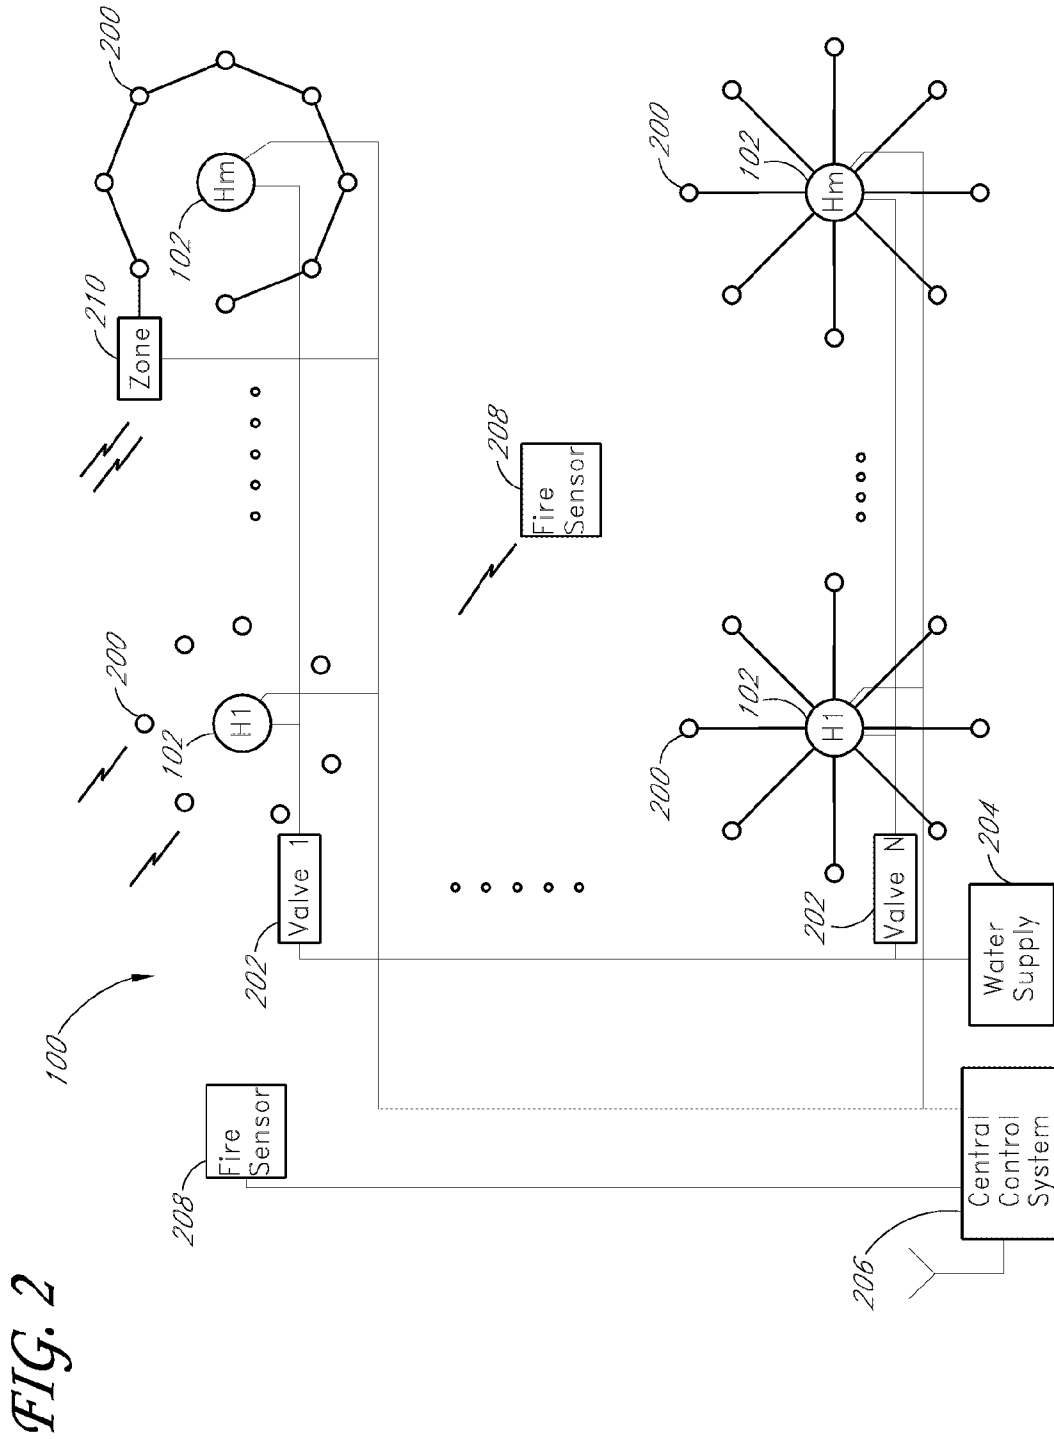 FIG. 2
100
208
Fire
Sensor
202
Valve 1
102
H1
200
210
Zone
102
Hm
200
208
Fire
Sensor
206
Central
Control
System
204
Water
Supply
202
Valve N
200
102
H1
200
102
Hm